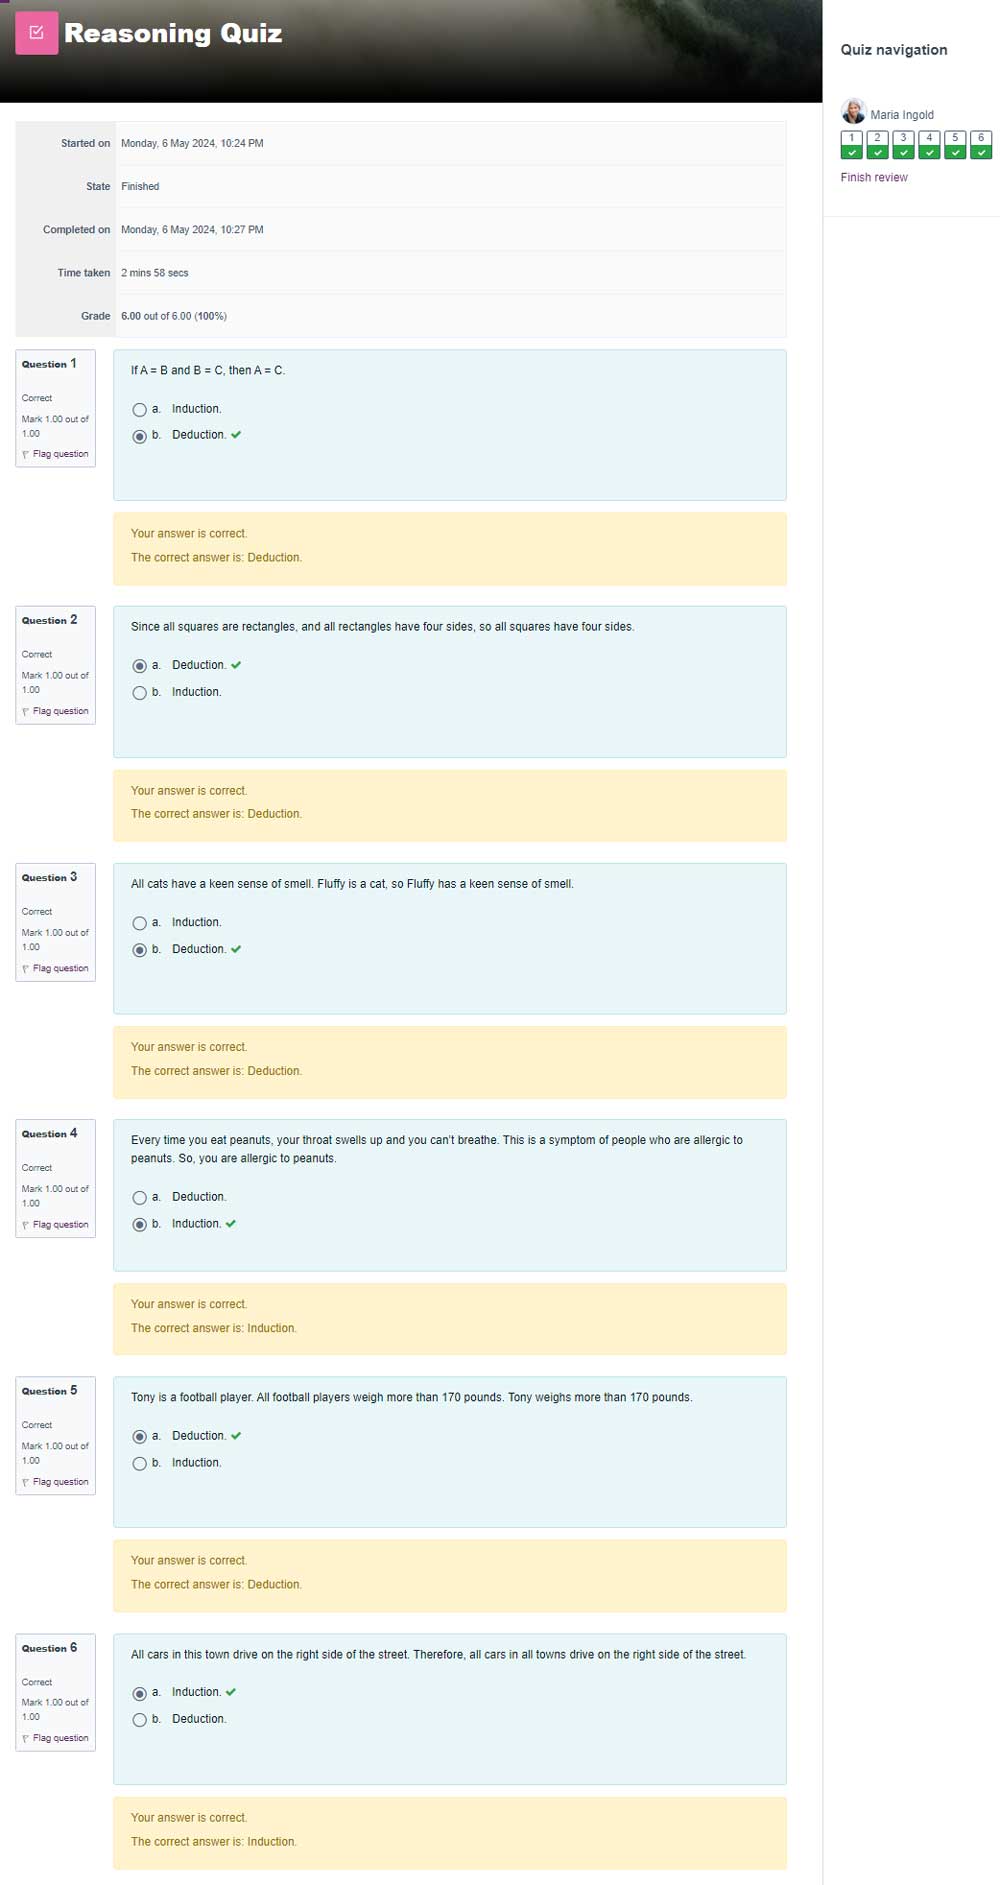 Reasoning Quiz
Started on Monday, 6 May 2024, 10:24 PM
State Finished
Completed on Monday, 6 May 2024, 10:27 PM
Time taken 2 mins 58 secs
Grade 6.00 out of 6.00 (100%)
Question 1
Correct
Mark 1.00 out of
1.00
Flag question
If A = B and B = C, then A = C.
a. Induction.
b. Deduction.
Your answer is correct.
The correct answer is: Deduction.
Question 2
Correct
Mark 1.00 out of
1.00
Flag question
Since all squares are rectangles, and all rectangles have four sides, so all squares have four sides.
a. Deduction.
b. Induction.
Your answer is correct.
The correct answer is: Deduction.
Question 3
Correct
Mark 1.00 out of
1.00
Flag question
All cats have a keen sense of smell. Fluffy is a cat, so Fluffy has a keen sense of smell.
a. Induction.
b. Deduction.
Your answer is correct.
The correct answer is: Deduction.
Question 4
Correct
Mark 1.00 out of
1.00
Flag question
Every time you eat peanuts, your throat swells up and you can't breathe. This is a symptom of people who are allergic to
peanuts. So, you are allergic to peanuts.
a. Deduction.
b. Induction.
Your answer is correct.
The correct answer is: Induction.
Question 5
Correct
Mark 1.00 out of
1.00
Flag question
Tony is a football player. All football players weigh more than 170 pounds. Tony weighs more than 170 pounds.
a. Deduction.
b. Induction.
Your answer is correct.
The correct answer is: Deduction.
Question 6
Correct
Mark 1.00 out of
1.00
Flag question
All cars in this town drive on the right side of the street. Therefore, all cars in all towns drive on the right side of the street.
a. Induction.
b. Deduction.
Your answer is correct.
The correct answer is: Induction.
Quiz navigation
Maria Ingold
1 2 3 4 5 6
Finish review